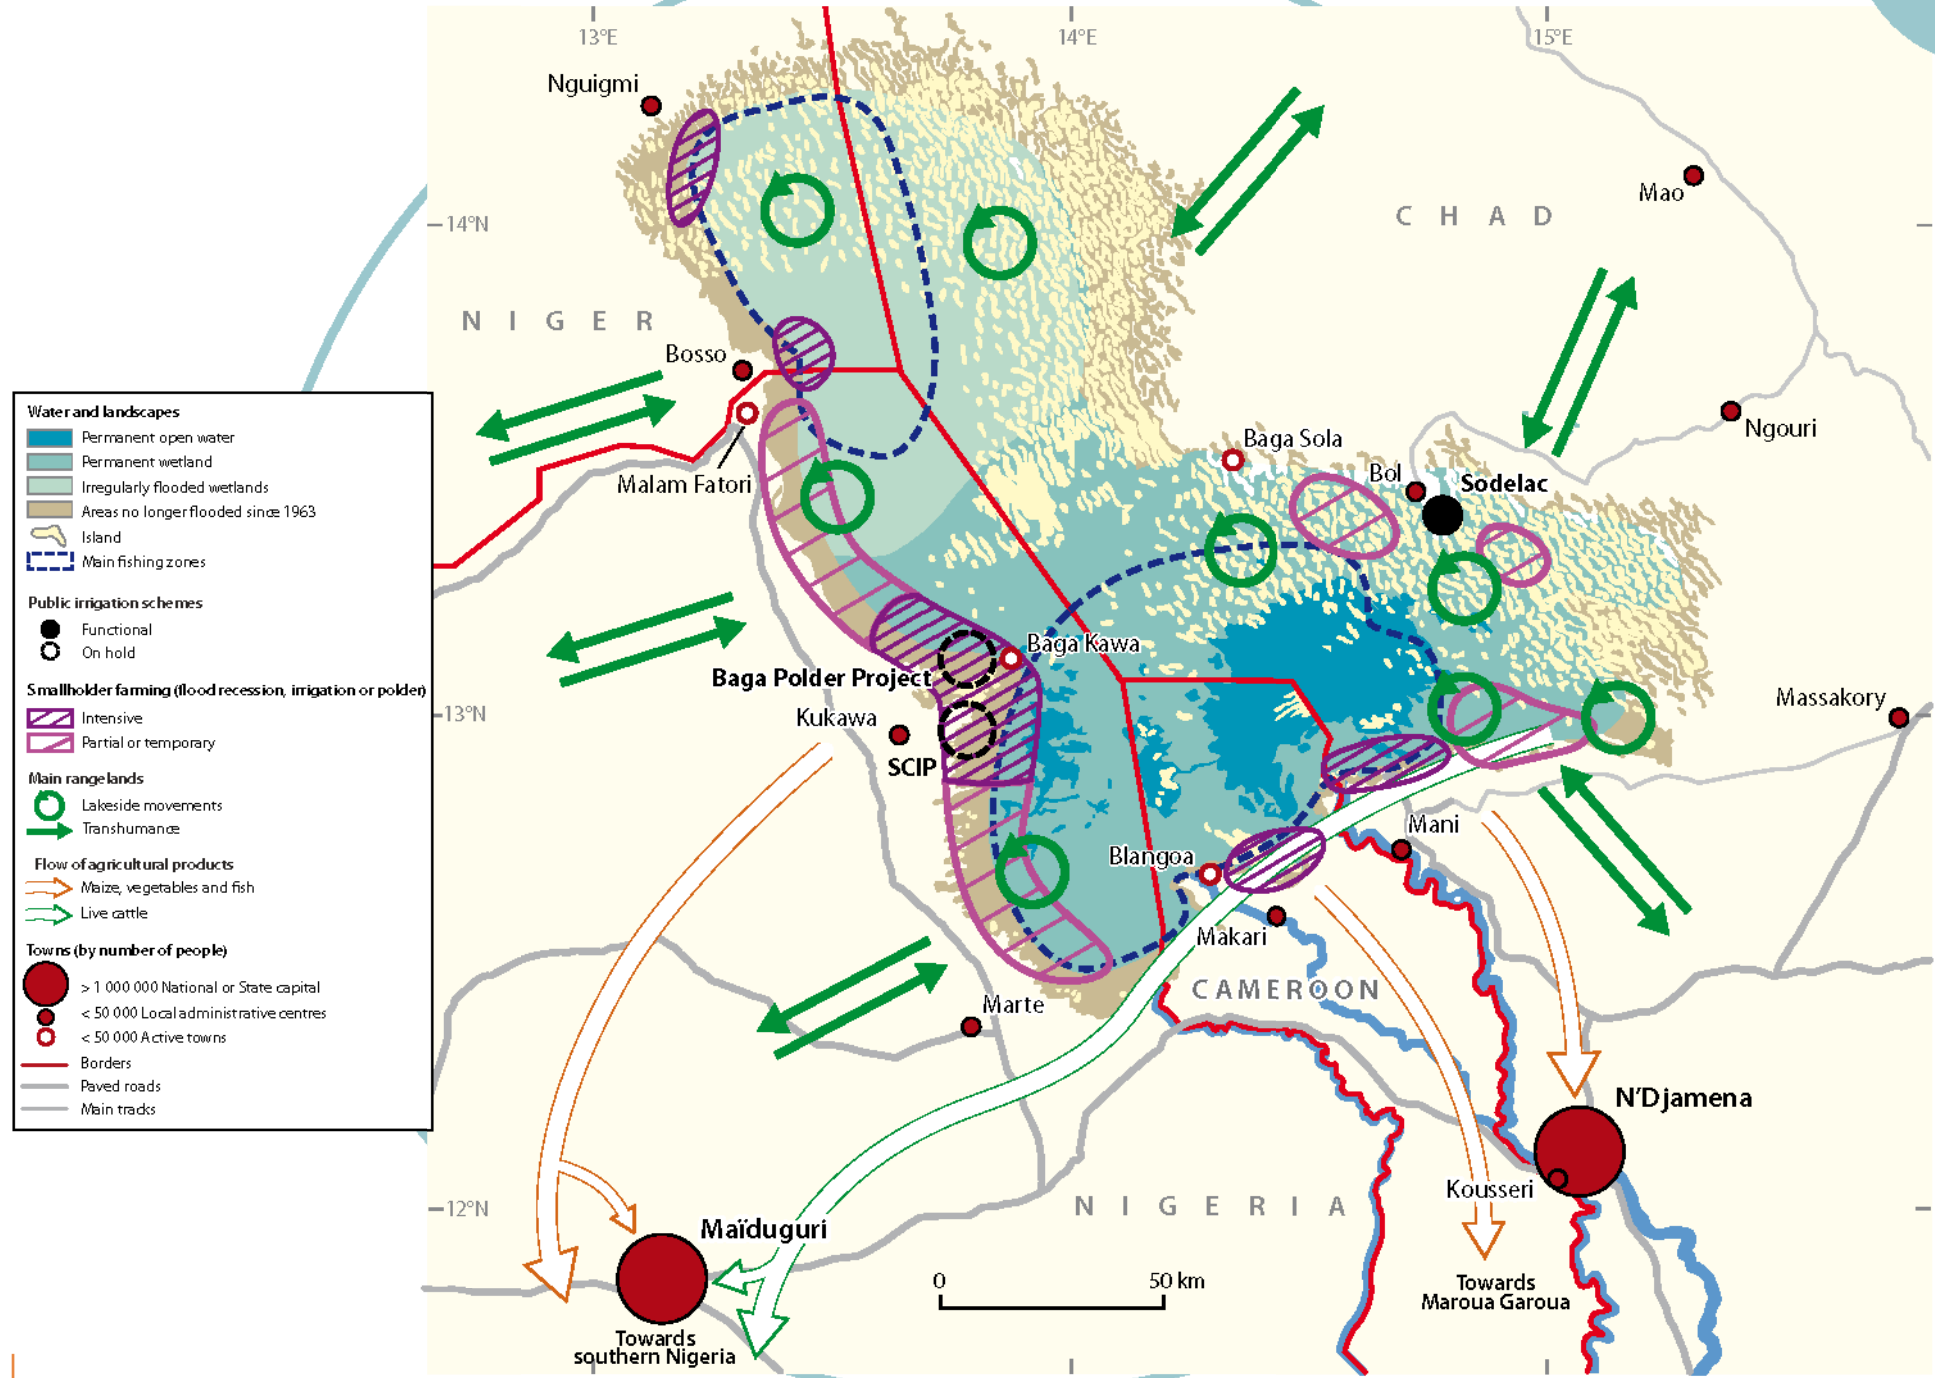 13°E
14°E
15°E
Nguigmi
Mao
14°N
C H A D
N I G E R
Bosso
Malam Fatori
Baga Sola
Bol
Sodelac
Ngouri
Baga Kawa
Baga Polder Project
13°N
Kukawa
SCIP
Massakory
Mani
Blangoa
Makari
CAMEROON
Marte
N'Djamena
Kousseri
12°N
N I G E R I A
Maïduguri
0
50 km
Towards
southern Nigeria
Towards
Maroua Garoua
Water and landscapes
Permanent open water
Permanent wetland
Irregularly flooded wetlands
Areas no longer flooded since 1963
Island
Main fishing zones
Public irrigation schemes
Functional
On hold
Smallholder farming (flood recession, irrigation or polder)
Intensive
Partial or temporary
Main rangelands
Lakeside movements
Transhumance
Flow of agricultural products
Maize, vegetables and fish
Live cattle
Towns (by number of people)
> 1 000 000 National or State capital
< 50 000 Local administrative centres
< 50 000 Active towns
Borders
Paved roads
Main tracks